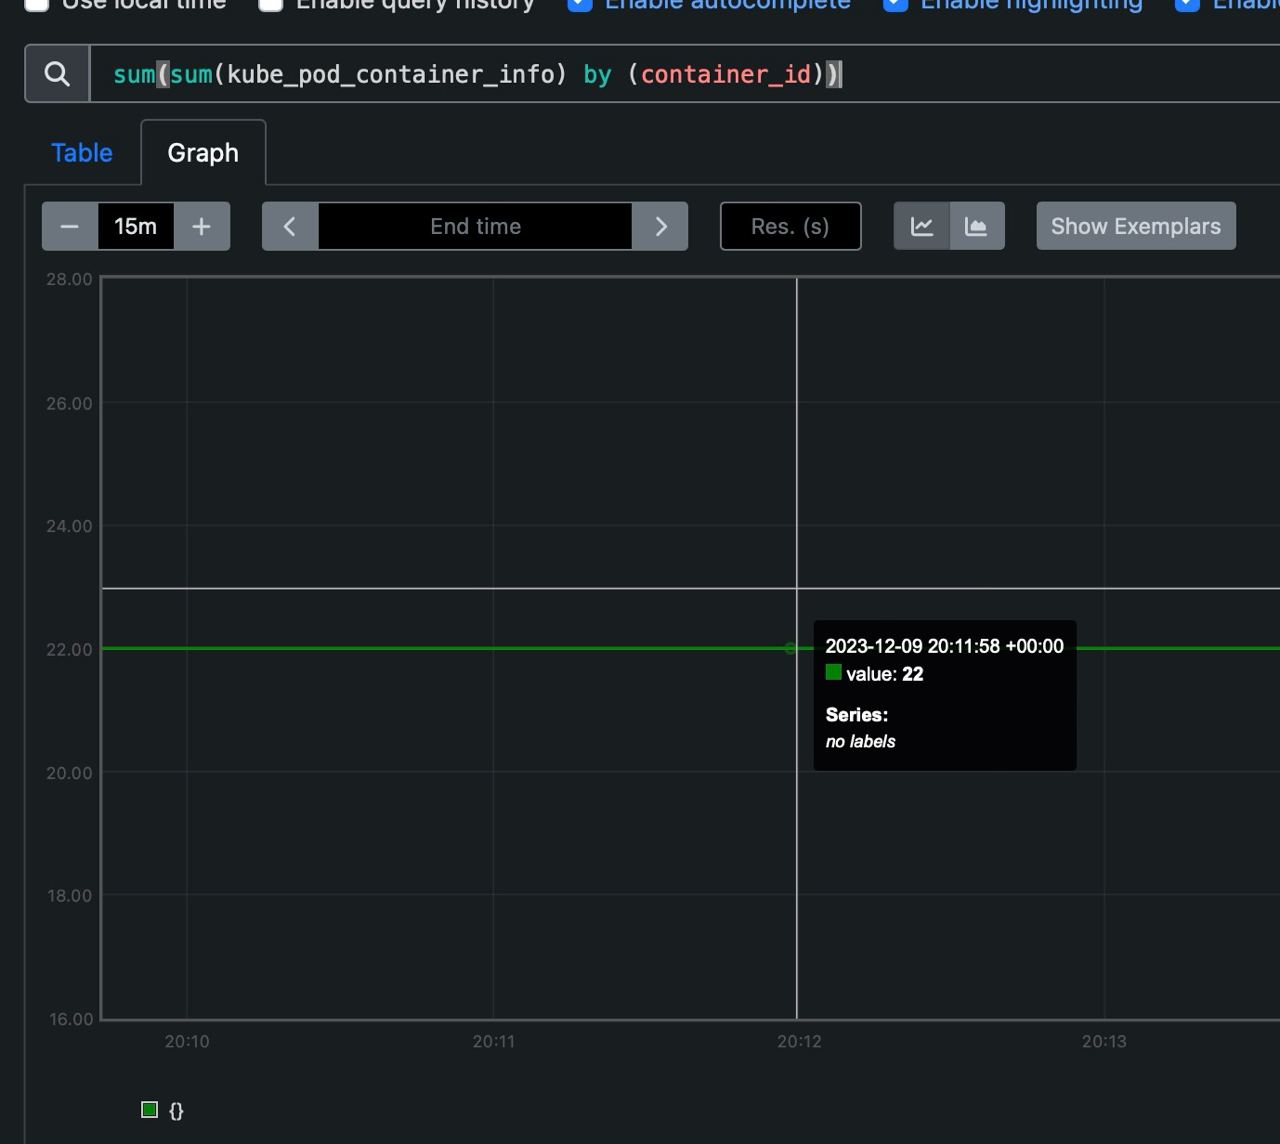 Use local time Enable query history Enable autocomplete Enable highlighting
sum(sum(kube_pod_container_info) by (container_id))
Table Graph
15m End time Res. (s) Show Exemplars
28.00
26.00
24.00
22.00
2023-12-09 20:11:58 +00:00
value: 22
Series:
no labels
20.00
18.00
16.00
20:10 20:11 20:12 20:13
{}